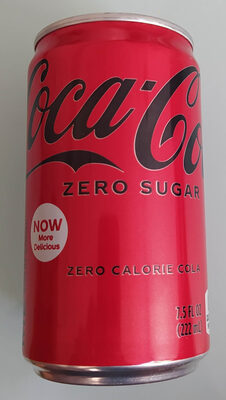 Coca-Co
ZERO SUGAR
NOW
More
Delicious
ZERO CALORIE COLA
7.5 FL OZ
(222 mL)